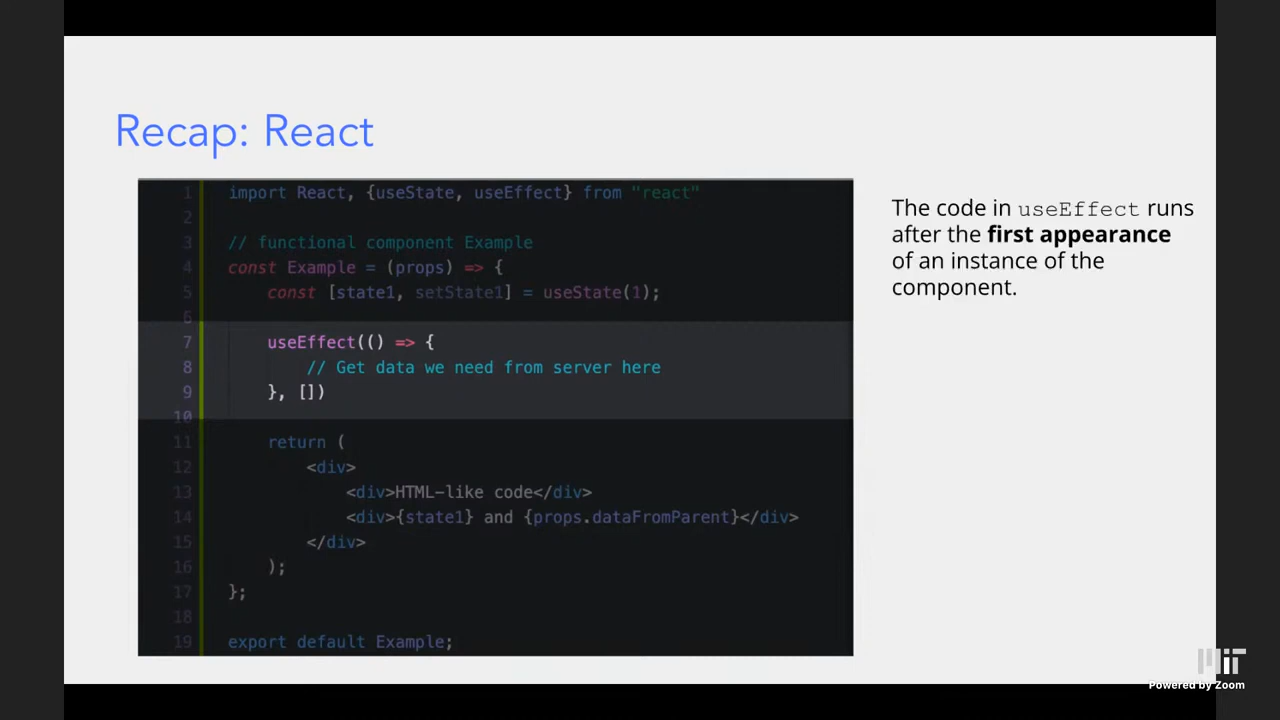 Recap: React
1 import React, {useState, useEffect} from "react"
2
3 // functional component Example
4 const Example = (props) => {
5 const [state1, setState1] = useState(1);
6
7 useEffect(() => {
8 // Get data we need from server here
9 }, [])
10
11 return (
12 <div>
13 <div>HTML-like code</div>
14 <div>{state1} and {props.dataFromParent}</div>
15 </div>
16 );
17 };
18
19 export default Example;
The code in useEffect runs
after the first appearance
of an instance of the
component.
MIT
Powered by Zoom